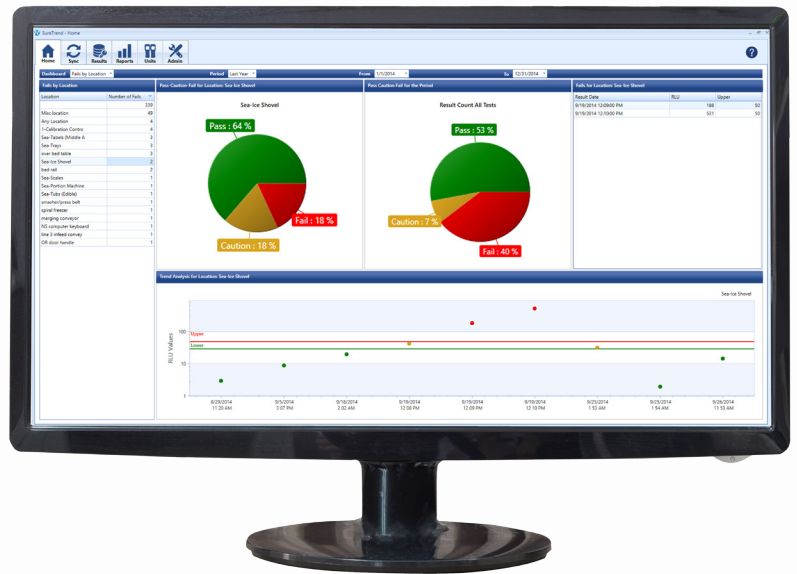 SureTrend - Home
Home Sync Results Reports Units Admin
?
Dashboard Fails by Location Period Last Year From 1/1/2014 To 12/31/2014
Fails by Location
Location Number of Fails
339
Misc location 49
Any Location 4
1-Calibration Contro 4
Sea-Tabels (Middle A 3
Sea-Trays 3
over bed table 3
Sea-Ice Shovel 2
bed rail 2
Sea-Scales 1
Sea-Portion Machine 1
Sea-Tubs (Edible) 1
smasher/press belt 1
spiral freezer 1
merging conveyor 1
NS computer keyboard 1
line 3 infeed convey 1
OR door handle 1
Pass-Caution-Fail for Location: Sea-Ice Shovel
Sea-Ice Shovel
Pass : 64 %
Fail : 18 %
Caution : 18 %
Pass Caution Fail for the Period
Result Count All Tests
Pass : 53 %
Caution : 7 %
Fail : 40 %
Fails for Location: Sea-Ice Shovel
Result Date RLU Upper
9/19/2014 12:09:00 PM 188 50
9/19/2014 12:10:00 PM 531 50
Trend Analysis for Location: Sea-Ice Shovel
Sea-Ice Shovel
RLU Values
100
10
1
Upper
Lower
8/29/2014 9/5/2014 9/18/2014 9/19/2014 9/19/2014 9/19/2014 9/25/2014 9/25/2014 9/26/2014
11:20 AM 3:07 PM 2:02 AM 12:08 PM 12:09 PM 12:10 PM 1:53 AM 1:54 AM 11:53 AM